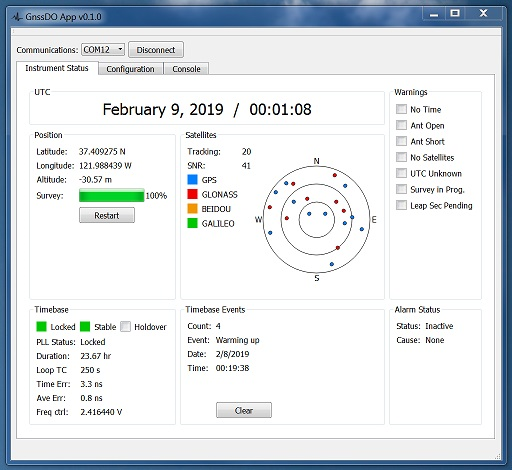 GnssDO App v0.1.0
Communications: COM12 Disconnect
Instrument Status Configuration Console
UTC
February 9, 2019 / 00:01:08
Warnings
No Time
Ant Open
Ant Short
No Satellites
UTC Unknown
Survey in Prog.
Leap Sec Pending
Position
Latitude: 37.409275 N
Longitude: 121.988439 W
Altitude: -30.57 m
Survey: 100%
Restart
Satellites
Tracking: 20
SNR: 41
GPS
GLONASS
BEIDOU
GALILEO
N
W E
S
Timebase
Locked Stable Holdover
PLL Status: Locked
Duration: 23.67 hr
Loop TC 250 s
Time Err: 3.3 ns
Ave Err: 0.8 ns
Freq ctrl: 2.416440 V
Timebase Events
Count: 4
Event: Warming up
Date: 2/8/2019
Time: 00:19:38
Clear
Alarm Status
Status: Inactive
Cause: None